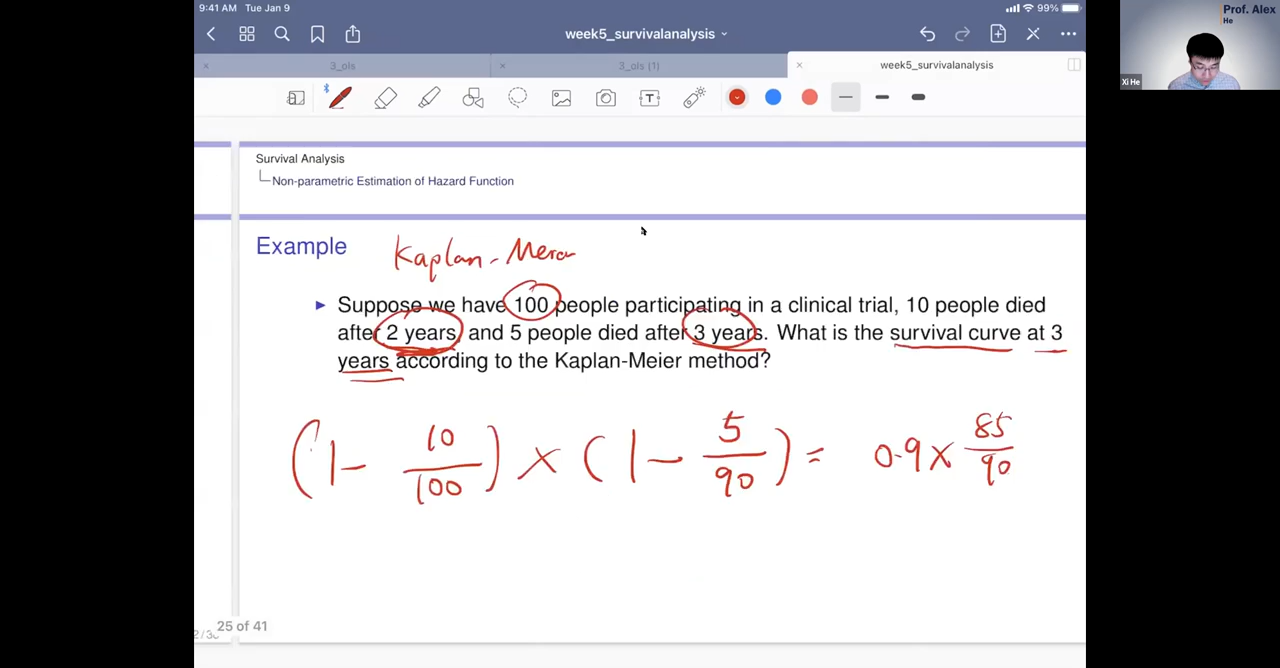 9:41 AM Tue Jan 9
99%
Prof. Alex
He
Xi He
week5_survivalanalysis
3_ols
3_ols (1)
week5_survivalanalysis
Survival Analysis
Non-parametric Estimation of Hazard Function
Example
Kaplan-
Suppose we have 100 people participating in a clinical trial, 10 people died
after 2 years, and 5 people died after 3 years. What is the survival curve at 3
years according to the Kaplan-Meier method?
(1 - 10/100) × (1 - 5/90) = 0.9 × 85/90
25 of 41